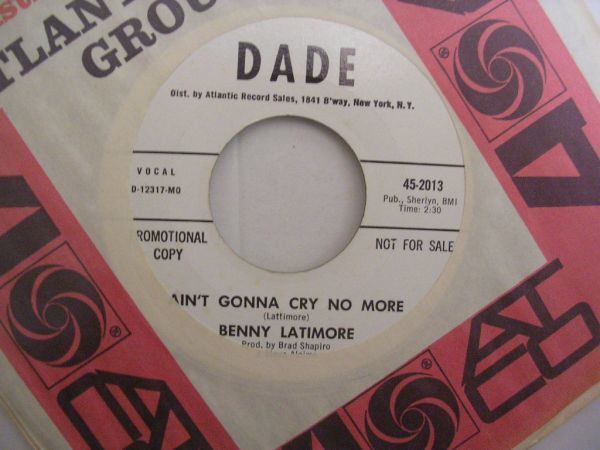 ATLANT
GROU
DADE
Dist. by Atlantic Record Sales, 1841 B'way, New York, N.Y.
VOCAL
D-12317-MO
45-2013
Pub., Sherlyn, BMI
Time: 2:30
ROMOTIONAL
COPY
NOT FOR SALE
AIN'T GONNA CRY NO MORE
(Lattimore)
BENNY LATIMORE
Prod. by Brad Shapiro